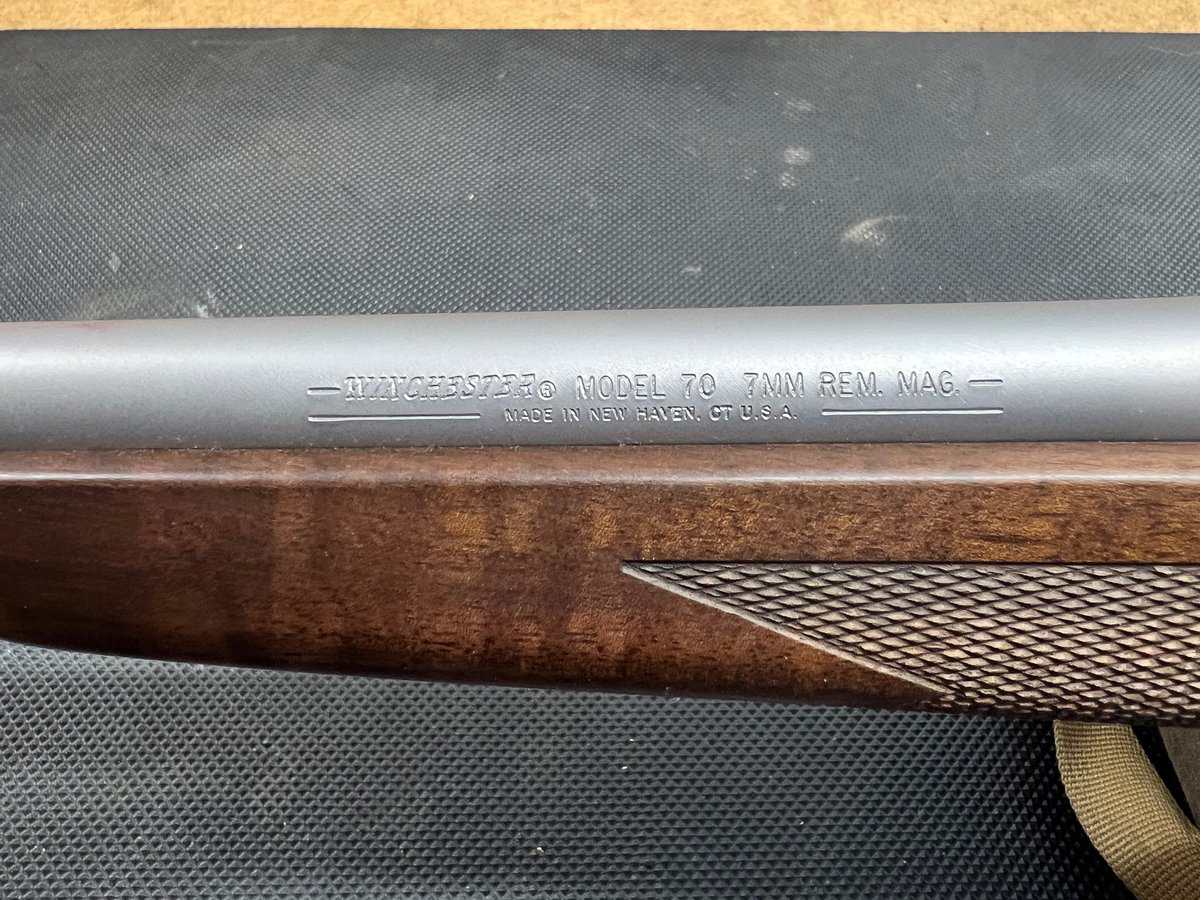 WINCHESTER® MODEL 70 7MM REM. MAG.
MADE IN NEW HAVEN, CT U.S.A.